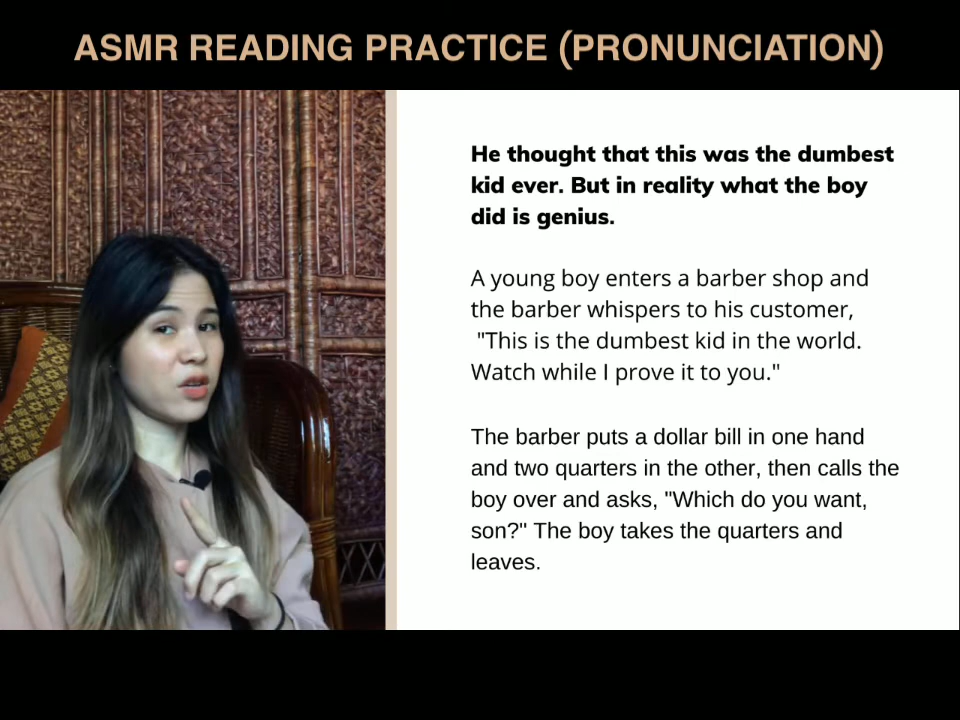 ASMR READING PRACTICE (PRONUNCIATION)
He thought that this was the dumbest
kid ever. But in reality what the boy
did is genius.
A young boy enters a barber shop and
the barber whispers to his customer,
"This is the dumbest kid in the world.
Watch while I prove it to you."
The barber puts a dollar bill in one hand
and two quarters in the other, then calls the
boy over and asks, "Which do you want,
son?" The boy takes the quarters and
leaves.